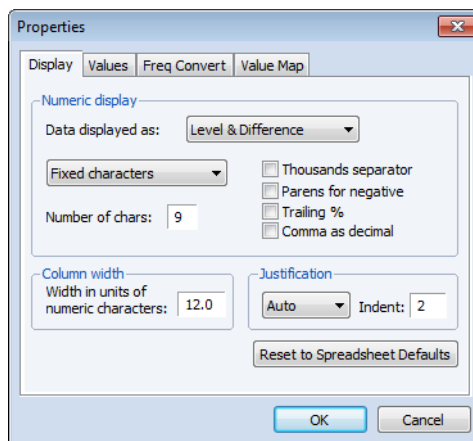 Properties
Display Values Freq Convert Value Map
Numeric display
Data displayed as: Level & Difference
Fixed characters
Thousands separator
Parens for negative
Number of chars: 9
Trailing %
Comma as decimal
Column width
Width in units of
numeric characters: 12.0
Justification
Auto Indent: 2
Reset to Spreadsheet Defaults
OK Cancel